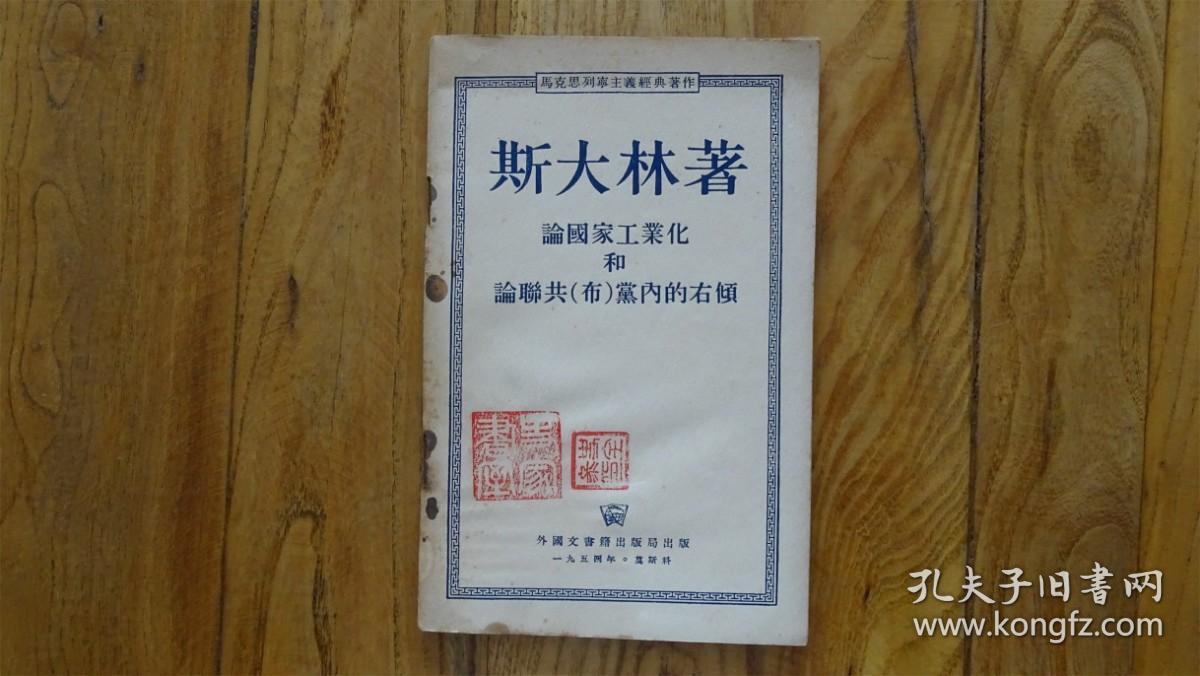 馬克思列寧主義經典著作
斯大林著
論國家工業化
和
論聯共(布)黨內的右傾
外國文書籍出版局出版
一九五四年。莫斯科
孔夫子旧書网
www.kongfz.com